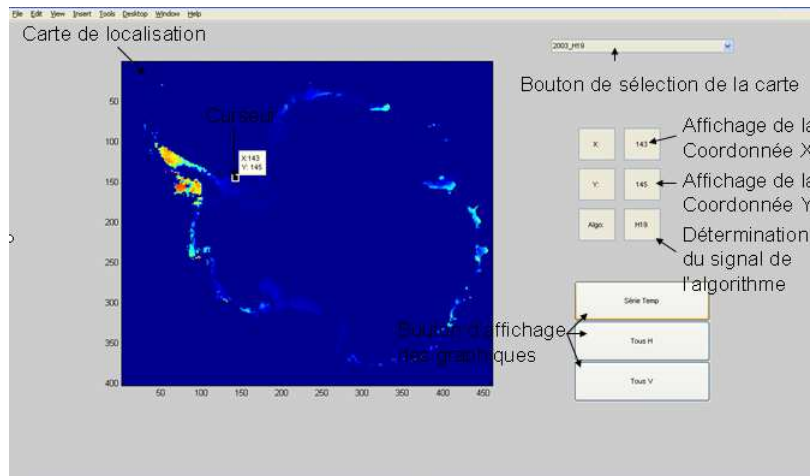 File Edit View Insert Tools Desktop Window Help
Carte de localisation
2003_H19
Bouton de sélection de la carte
Curseur
X:143
Y: 145
X: 143
Affichage de la
Coordonnée X
Y: 145
Affichage de la
Coordonnée Y
Algo: H19
Détermination
du signal de
l'algorithme
Série Temp
Bouton d'affichage
des graphiques
Tous H
Tous V
50
100
150
200
250
300
350
400
50 100 150 200 250 300 350 400 450